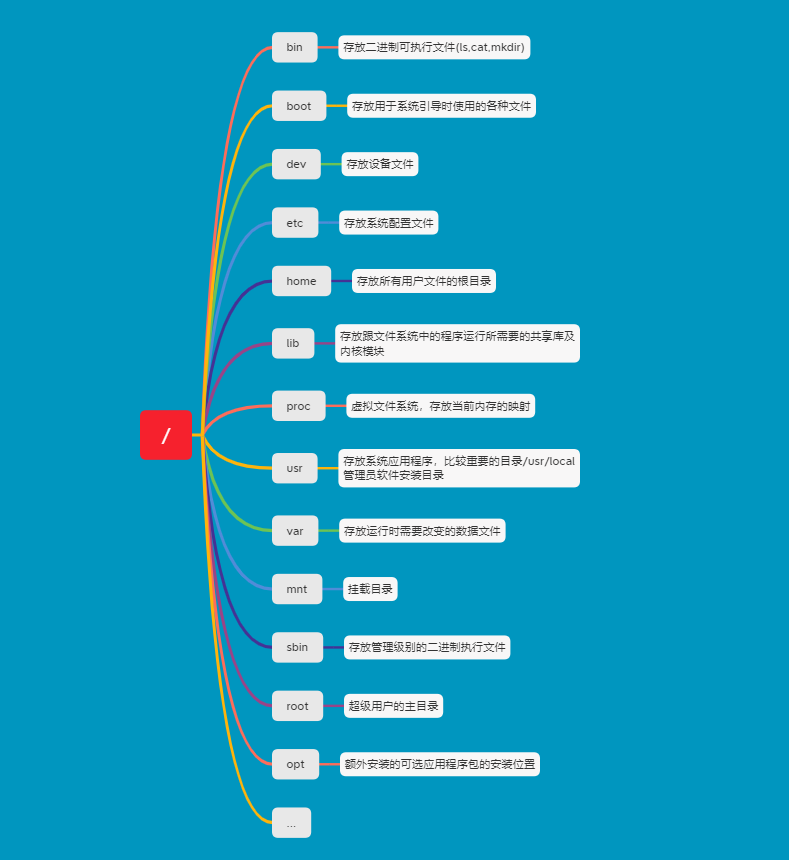 /
bin
存放二进制可执行文件(ls,cat,mkdir)
boot
存放用于系统引导时使用的各种文件
dev
存放设备文件
etc
存放系统配置文件
home
存放所有用户文件的根目录
lib
存放跟文件系统中的程序运行所需要的共享库及
内核模块
proc
虚拟文件系统，存放当前内存的映射
usr
存放系统应用程序，比较重要的目录/usr/local
管理员软件安装目录
var
存放运行时需要改变的数据文件
mnt
挂载目录
sbin
存放管理级别的二进制执行文件
root
超级用户的主目录
opt
额外安装的可选应用程序包的安装位置
...